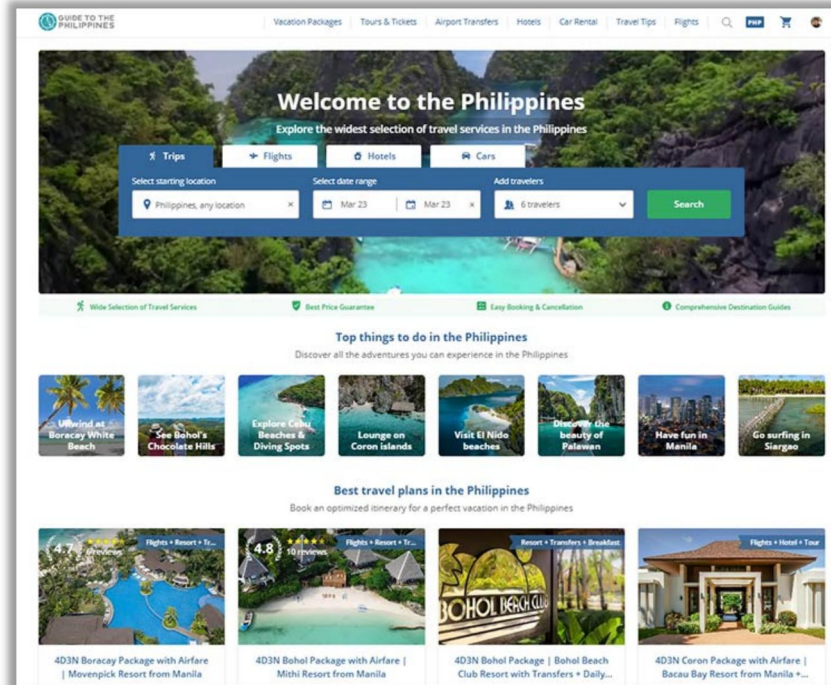 GUIDE TO THE
PHILIPPINES
Vacation Packages
Tours & Tickets
Airport Transfers
Hotels
Car Rental
Travel Tips
Flights
PHP
Welcome to the Philippines
Explore the widest selection of travel services in the Philippines
Trips
Flights
Hotels
Cars
Select starting location
Select date range
Add travelers
Philippines, any location
×
Mar 23
Mar 23
×
6 travelers
Search
Wide Selection of Travel Services
Best Price Guarantee
Easy Booking & Cancellation
Comprehensive Destination Guides
Top things to do in the Philippines
Discover all the adventures you can experience in the Philippines
Unwind at
Boracay White
Beach
See Bohol's
Chocolate Hills
Explore Cebu
Beaches &
Diving Spots
Lounge on
Coron islands
Visit El Nido
beaches
Discover the
beauty of
Palawan
Have fun in
Manila
Go surfing in
Siargao
Best travel plans in the Philippines
Book an optimized itinerary for a perfect vacation in the Philippines
4.7
6 reviews
Flights + Resort + Tr...
4.8
10 reviews
Flights + Resort + Tr...
Resort + Transfers + Breakfast
BOHOL BEACH CLUB
Flights + Hotel + Tour
4D3N Boracay Package with Airfare
| Movenpick Resort from Manila
4D3N Bohol Package with Airfare |
Mithi Resort from Manila
4D3N Bohol Package | Bohol Beach
Club Resort with Transfers + Daily...
4D3N Coron Package with Airfare |
Bacau Bay Resort from Manila +...